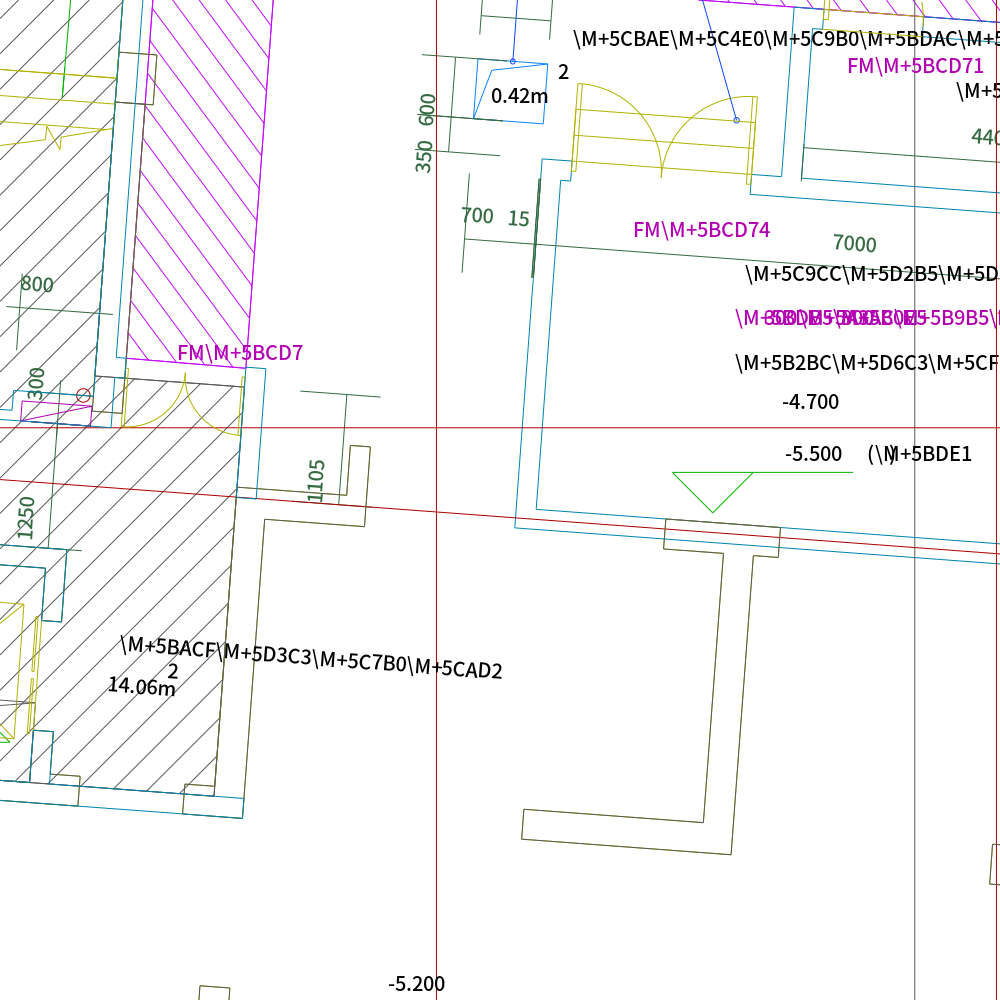 \M+5CBAE\M+5C4E0\M+5C9B0\M+5BDAC\M+5
FM\M+5BCD71
2
0.42m
\M+5
600
440
350
700
15
FM\M+5BCD74
7000
\M+5C9CC\M+5D2B5\M+5D
800
\M+5B2BC\M+5D6C3\M+5CF
FM\M+5BCD7
300
-4.700
-5.500
(\M+5BDE1
1105
1250
\M+5BACF\M+5D3C3\M+5C7B0\M+5CAD2
2
14.06m
-5.200